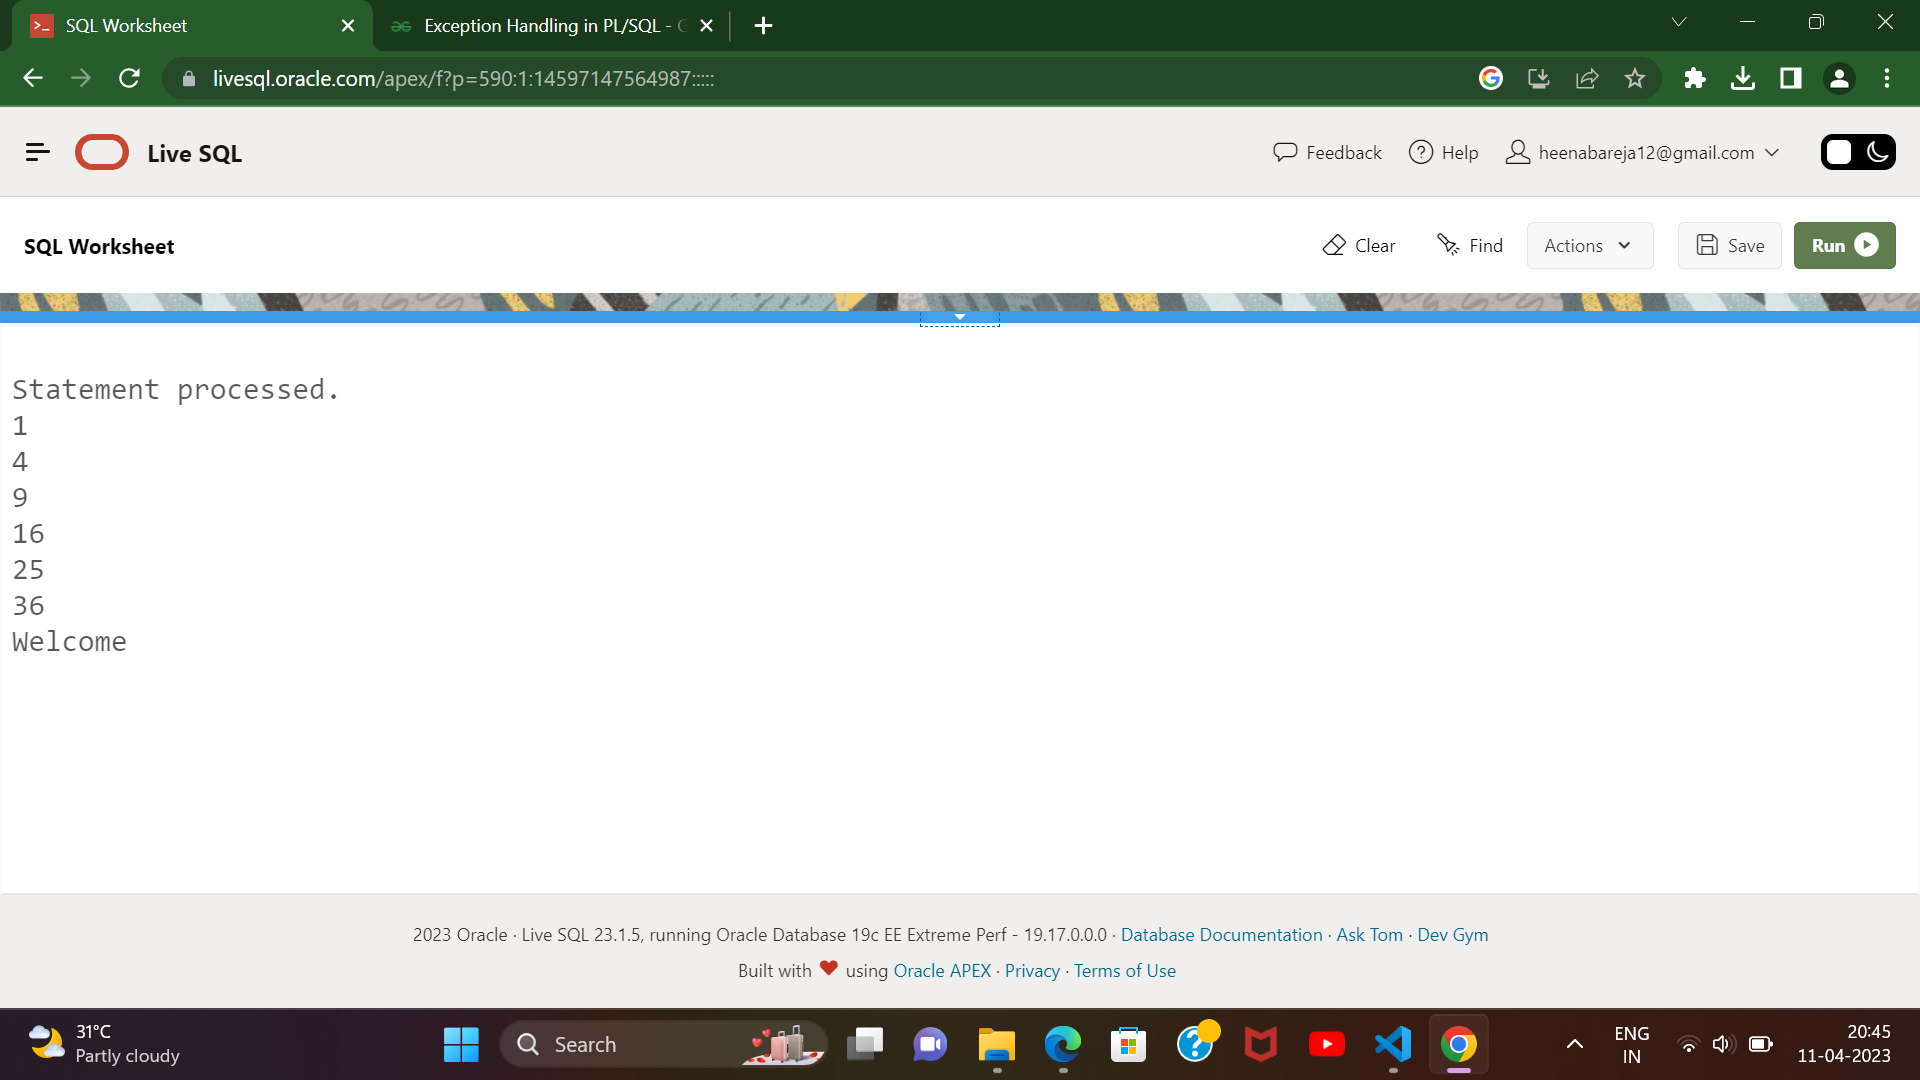 SQL Worksheet
Exception Handling in PL/SQL - G
livesql.oracle.com/apex/f?p=590:1:14597147564987:::::
Live SQL
Feedback
Help
heenabareja12@gmail.com
SQL Worksheet
Clear
Find
Actions
Save
Run
Statement processed.
1
4
9
16
25
36
Welcome
2023 Oracle · Live SQL 23.1.5, running Oracle Database 19c EE Extreme Perf - 19.17.0.0.0 · Database Documentation · Ask Tom · Dev Gym
Built with ❤ using Oracle APEX · Privacy · Terms of Use
31°C
Partly cloudy
Search
ENG
IN
20:45
11-04-2023